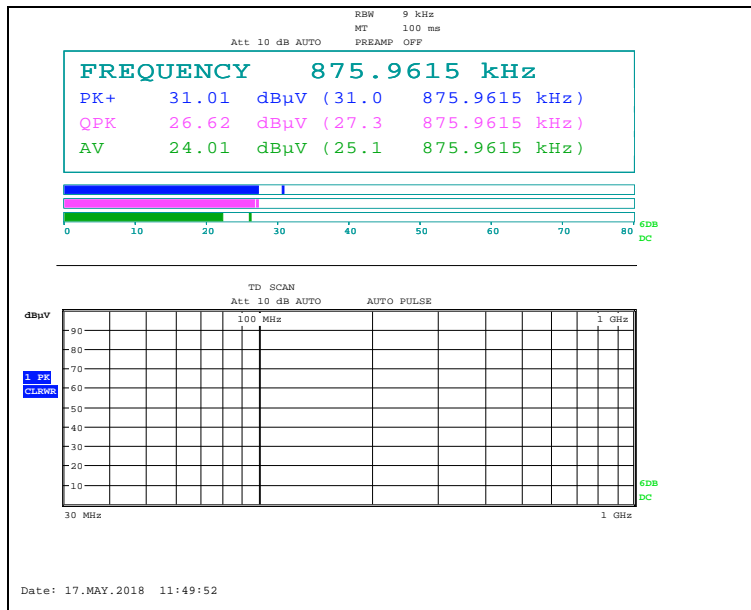 RBW 9 kHz
MT 100 ms
Att 10 dB AUTO PREAMP OFF
FREQUENCY 875.9615 kHz
PK+ 31.01 dBµV (31.0 875.9615 kHz)
QPK 26.62 dBµV (27.3 875.9615 kHz)
AV 24.01 dBµV (25.1 875.9615 kHz)
0 10 20 30 40 50 60 70 80
6DB
DC
TD SCAN
Att 10 dB AUTO AUTO PULSE
dBµV
100 MHz 1 GHz
90
80
70
1 PK
60
CLRWR
50
40
30
20
10
6DB
DC
30 MHz 1 GHz
Date: 17.MAY.2018 11:49:52